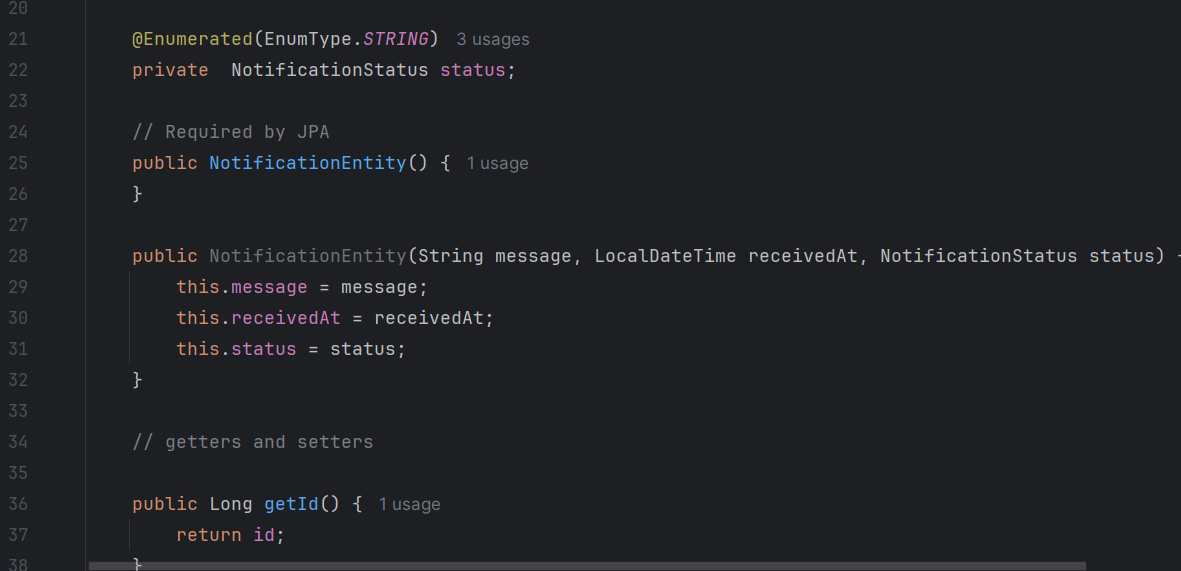 20
21 @Enumerated(EnumType.STRING) 3 usages
22 private  NotificationStatus status;
23
24 // Required by JPA
25 public NotificationEntity() { 1 usage
26 }
27
28 public NotificationEntity(String message, LocalDateTime receivedAt, NotificationStatus status) {
29 this.message = message;
30 this.receivedAt = receivedAt;
31 this.status = status;
32 }
33
34 // getters and setters
35
36 public Long getId() { 1 usage
37 return id;
38 }